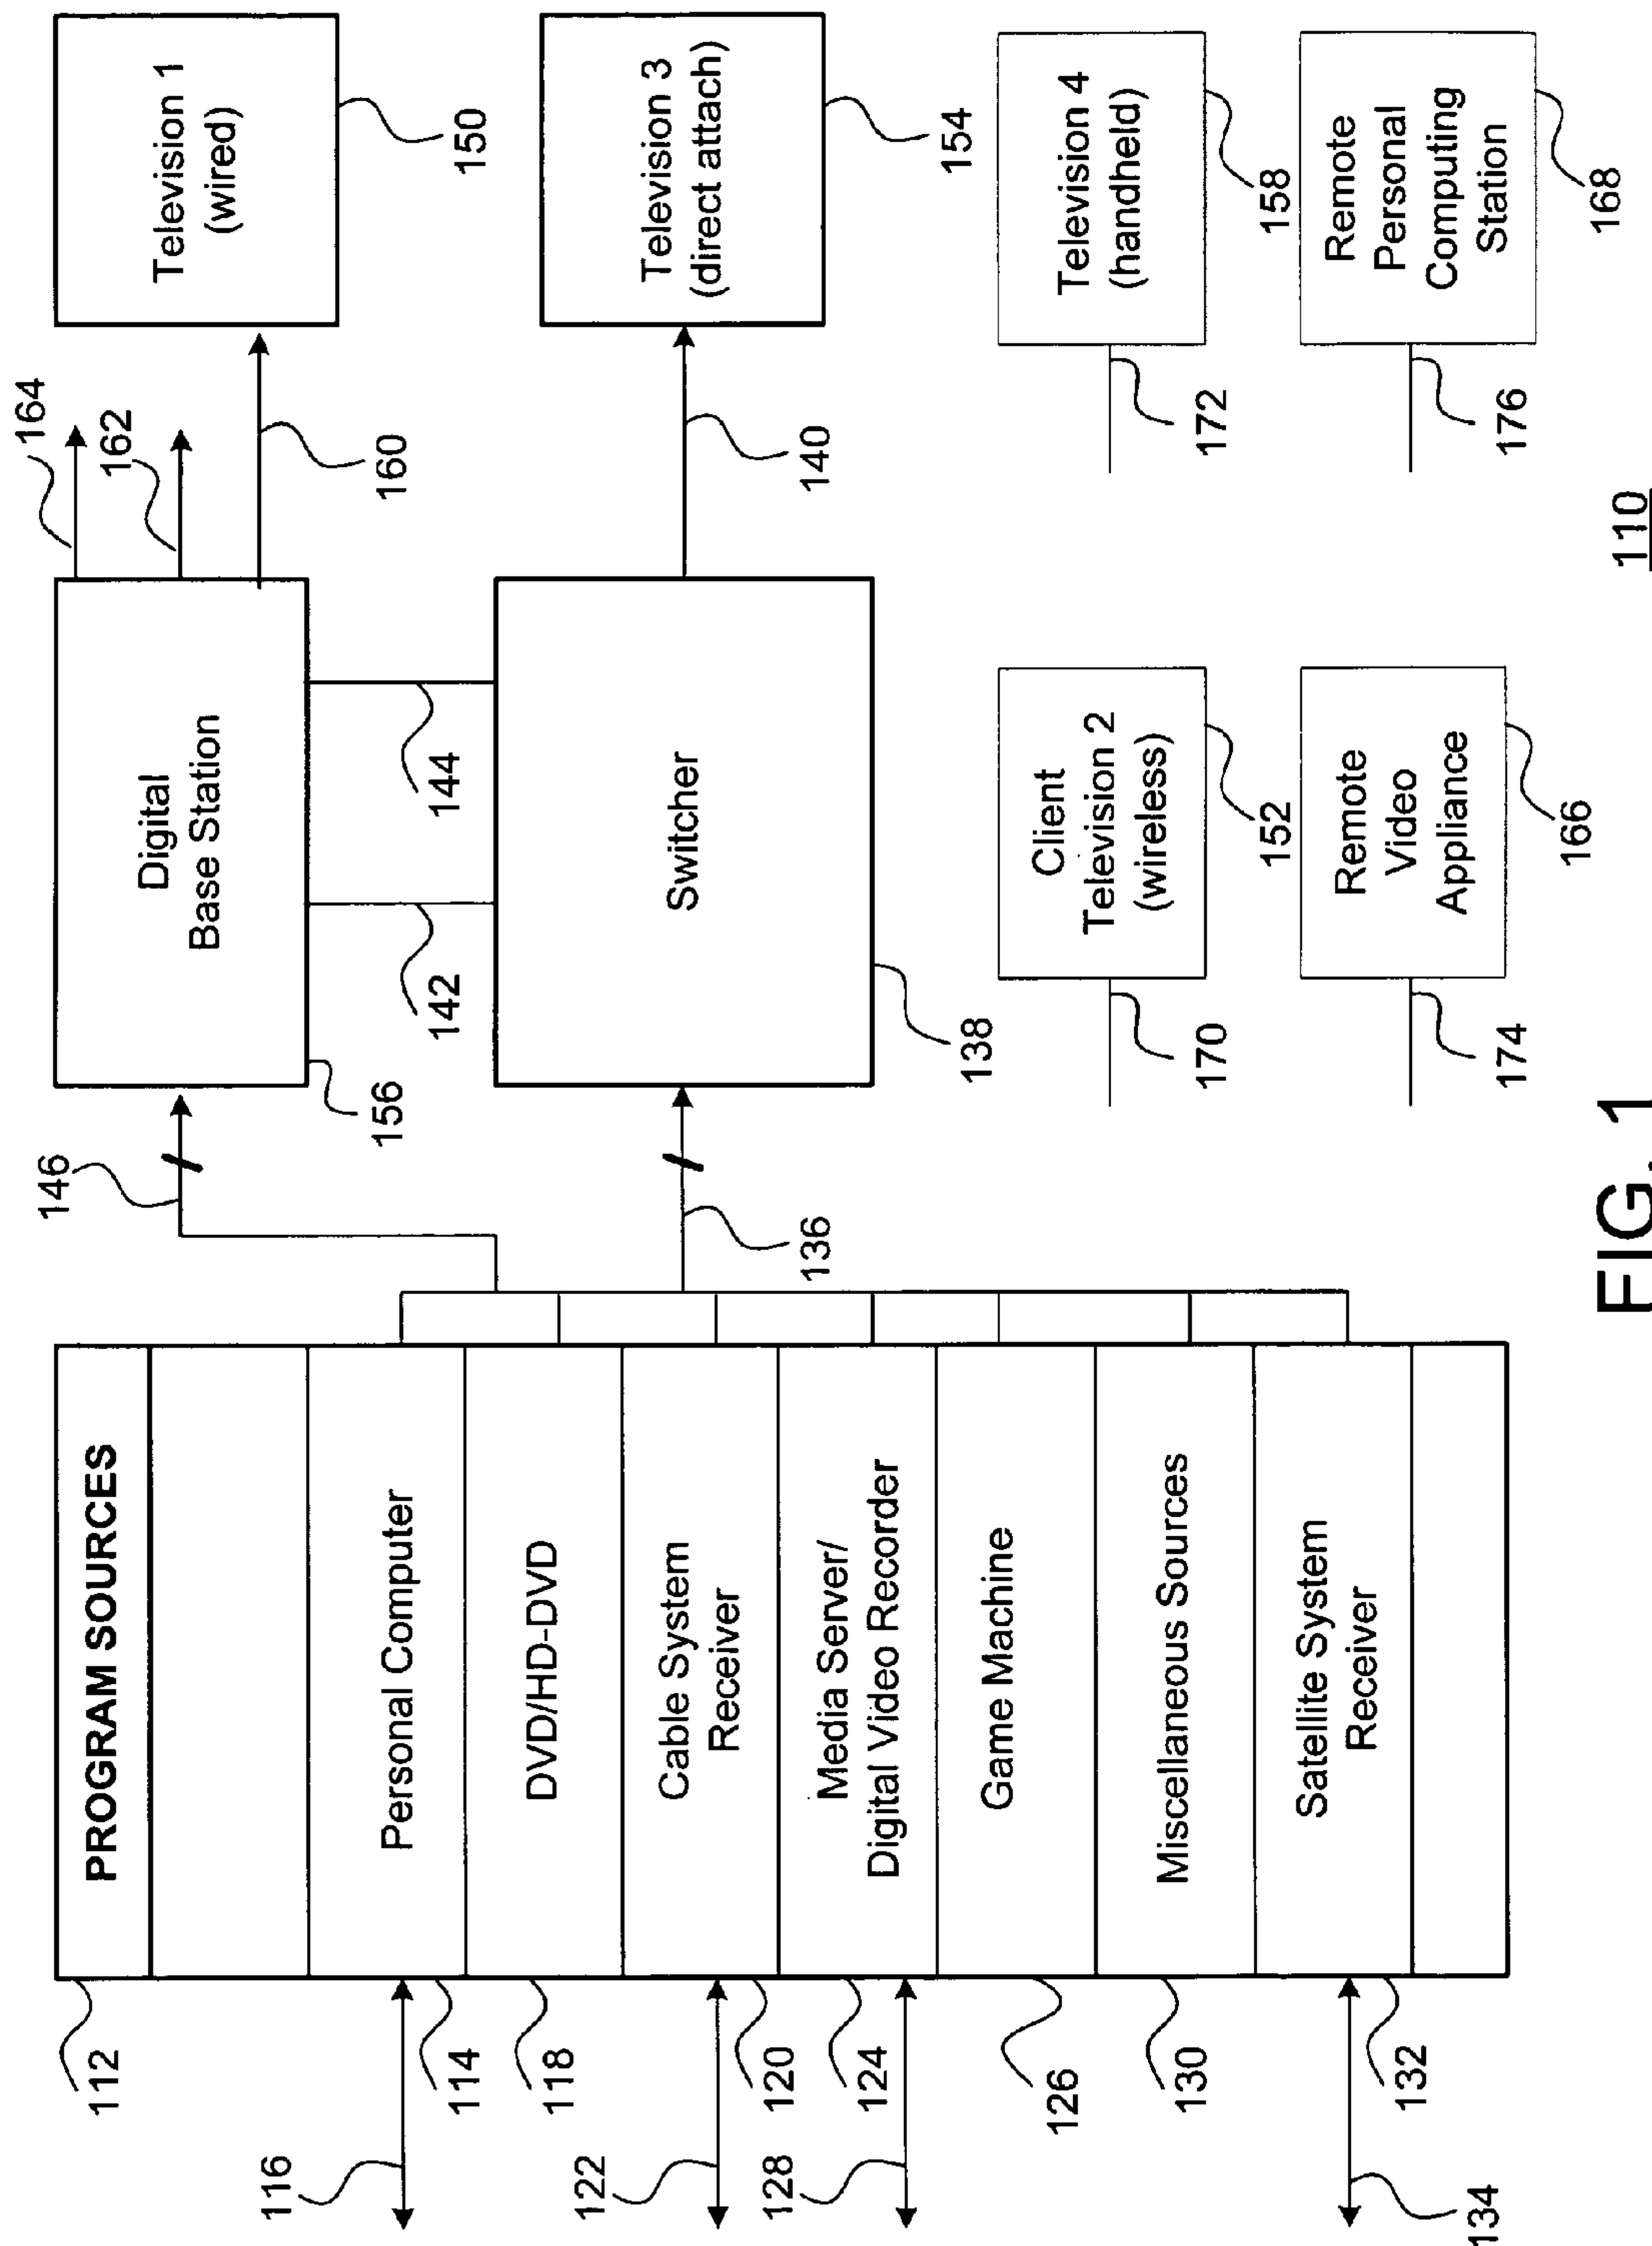 PROGRAM SOURCES
Personal Computer
DVD/HD-DVD
Cable System
Receiver
Media Server/
Digital Video Recorder
Game Machine
Miscellaneous Sources
Satellite System
Receiver
112
116
114
118
122
120
128
124
126
130
132
134
146
136
Digital
Base Station
156
142
144
Switcher
138
164
162
160
140
Television 1
(wired)
150
Television 3
(direct attach)
154
Client
Television 2
(wireless)
152
170
Television 4
(handheld)
158
172
Remote
Video
Appliance
166
174
Remote
Personal
Computing
Station
168
176
110
FIG. 1